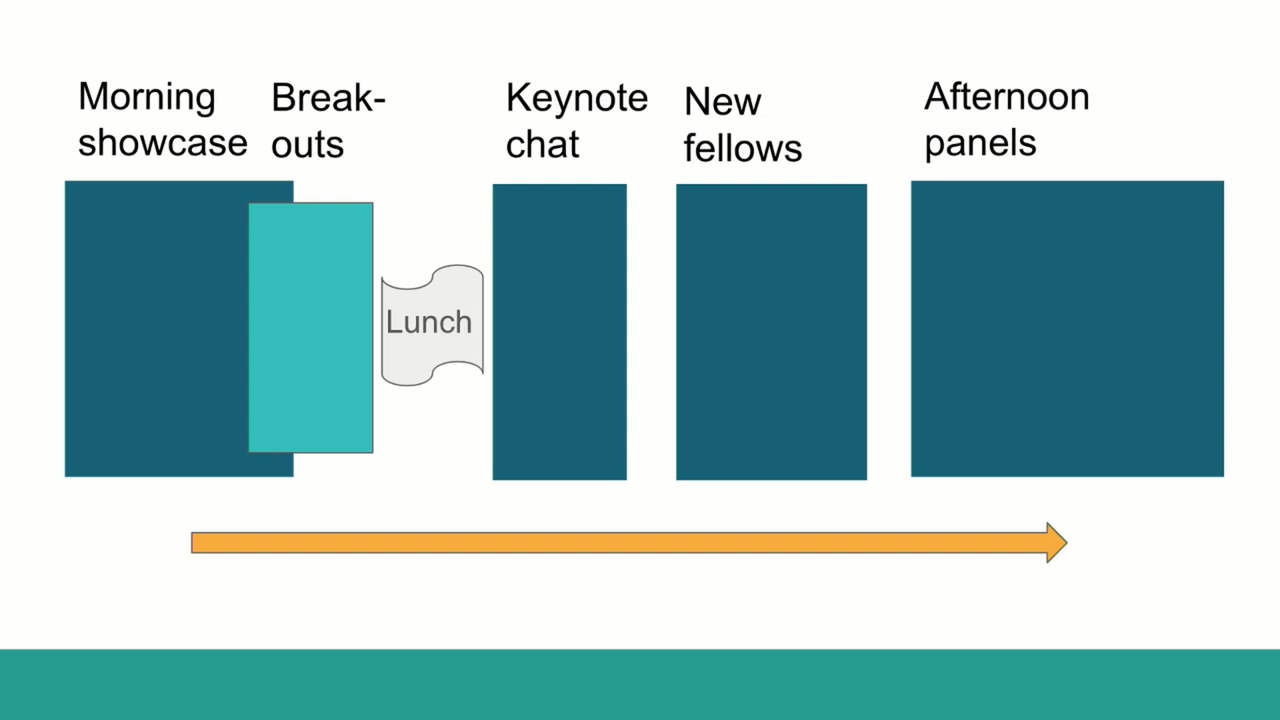 Morning
showcase
Break-
outs
Lunch
Keynote
chat
New
fellows
Afternoon
panels